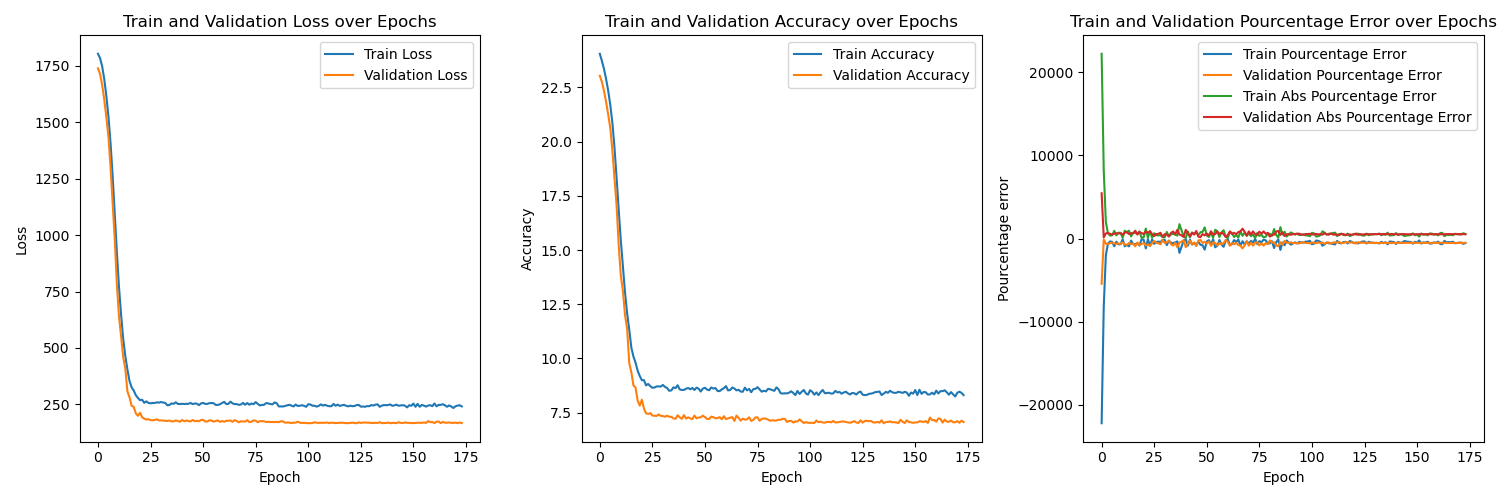 Train and Validation Loss over Epochs
Train Loss
Validation Loss
Loss
1750
1500
1250
1000
750
500
250
0 25 50 75 100 125 150 175
Epoch
Train and Validation Accuracy over Epochs
Train Accuracy
Validation Accuracy
Accuracy
22.5
20.0
17.5
15.0
12.5
10.0
7.5
0 25 50 75 100 125 150 175
Epoch
Train and Validation Pourcentage Error over Epochs
Train Pourcentage Error
Validation Pourcentage Error
Train Abs Pourcentage Error
Validation Abs Pourcentage Error
Pourcentage error
20000
10000
0
−10000
−20000
0 25 50 75 100 125 150 175
Epoch